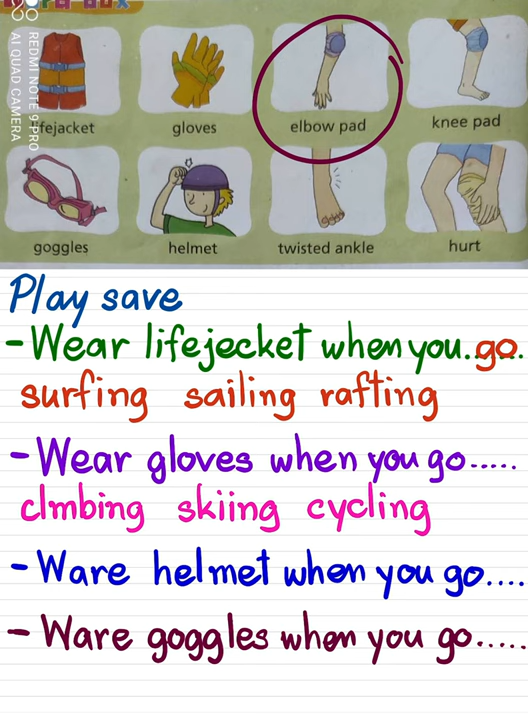 REDMI NOTE 9 PRO
AI QUAD CAMERA
lifejacket gloves elbow pad knee pad
goggles helmet twisted ankle hurt
Play save
-Wear lifejecket when you..go...
surfing sailing rafting
-Wear gloves when you go.....
clmbing skiing cycling
-Ware helmet when you go....
-Ware goggles when you go.....